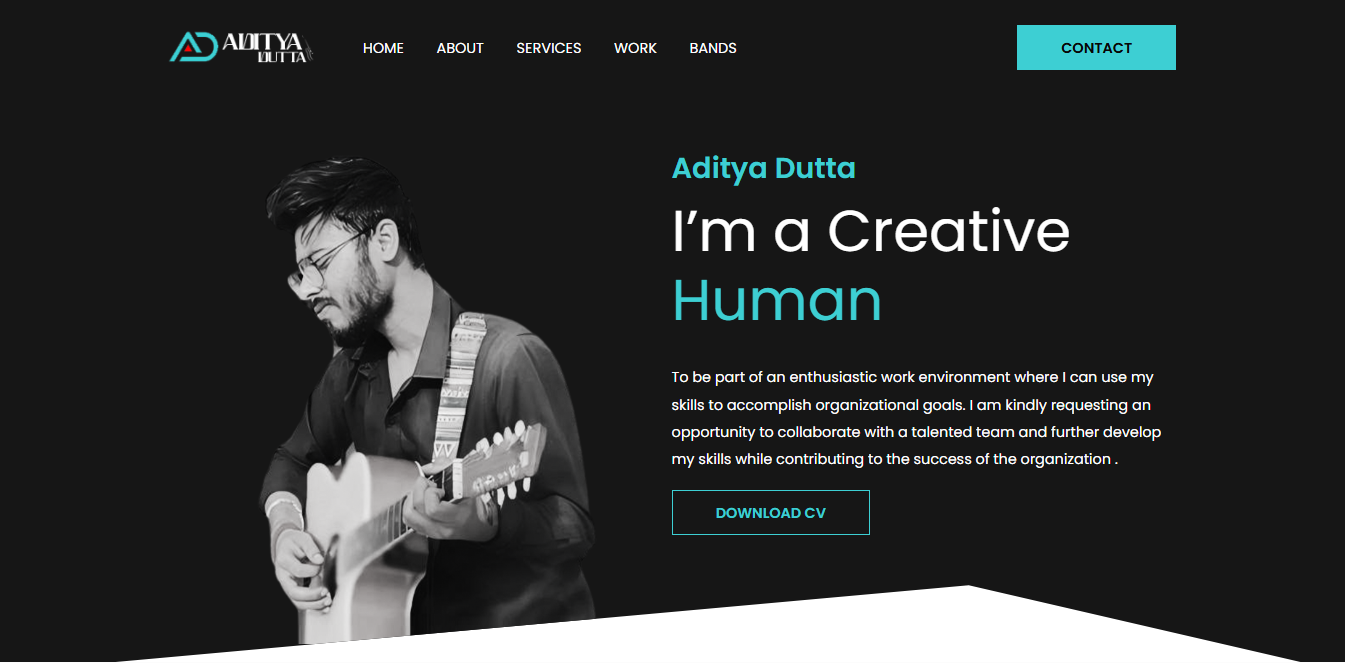 ADITYA
DUTTA
HOME
ABOUT
SERVICES
WORK
BANDS
CONTACT
Aditya Dutta
I’m a Creative
Human
To be part of an enthusiastic work environment where I can use my
skills to accomplish organizational goals. I am kindly requesting an
opportunity to collaborate with a talented team and further develop
my skills while contributing to the success of the organization .
DOWNLOAD CV